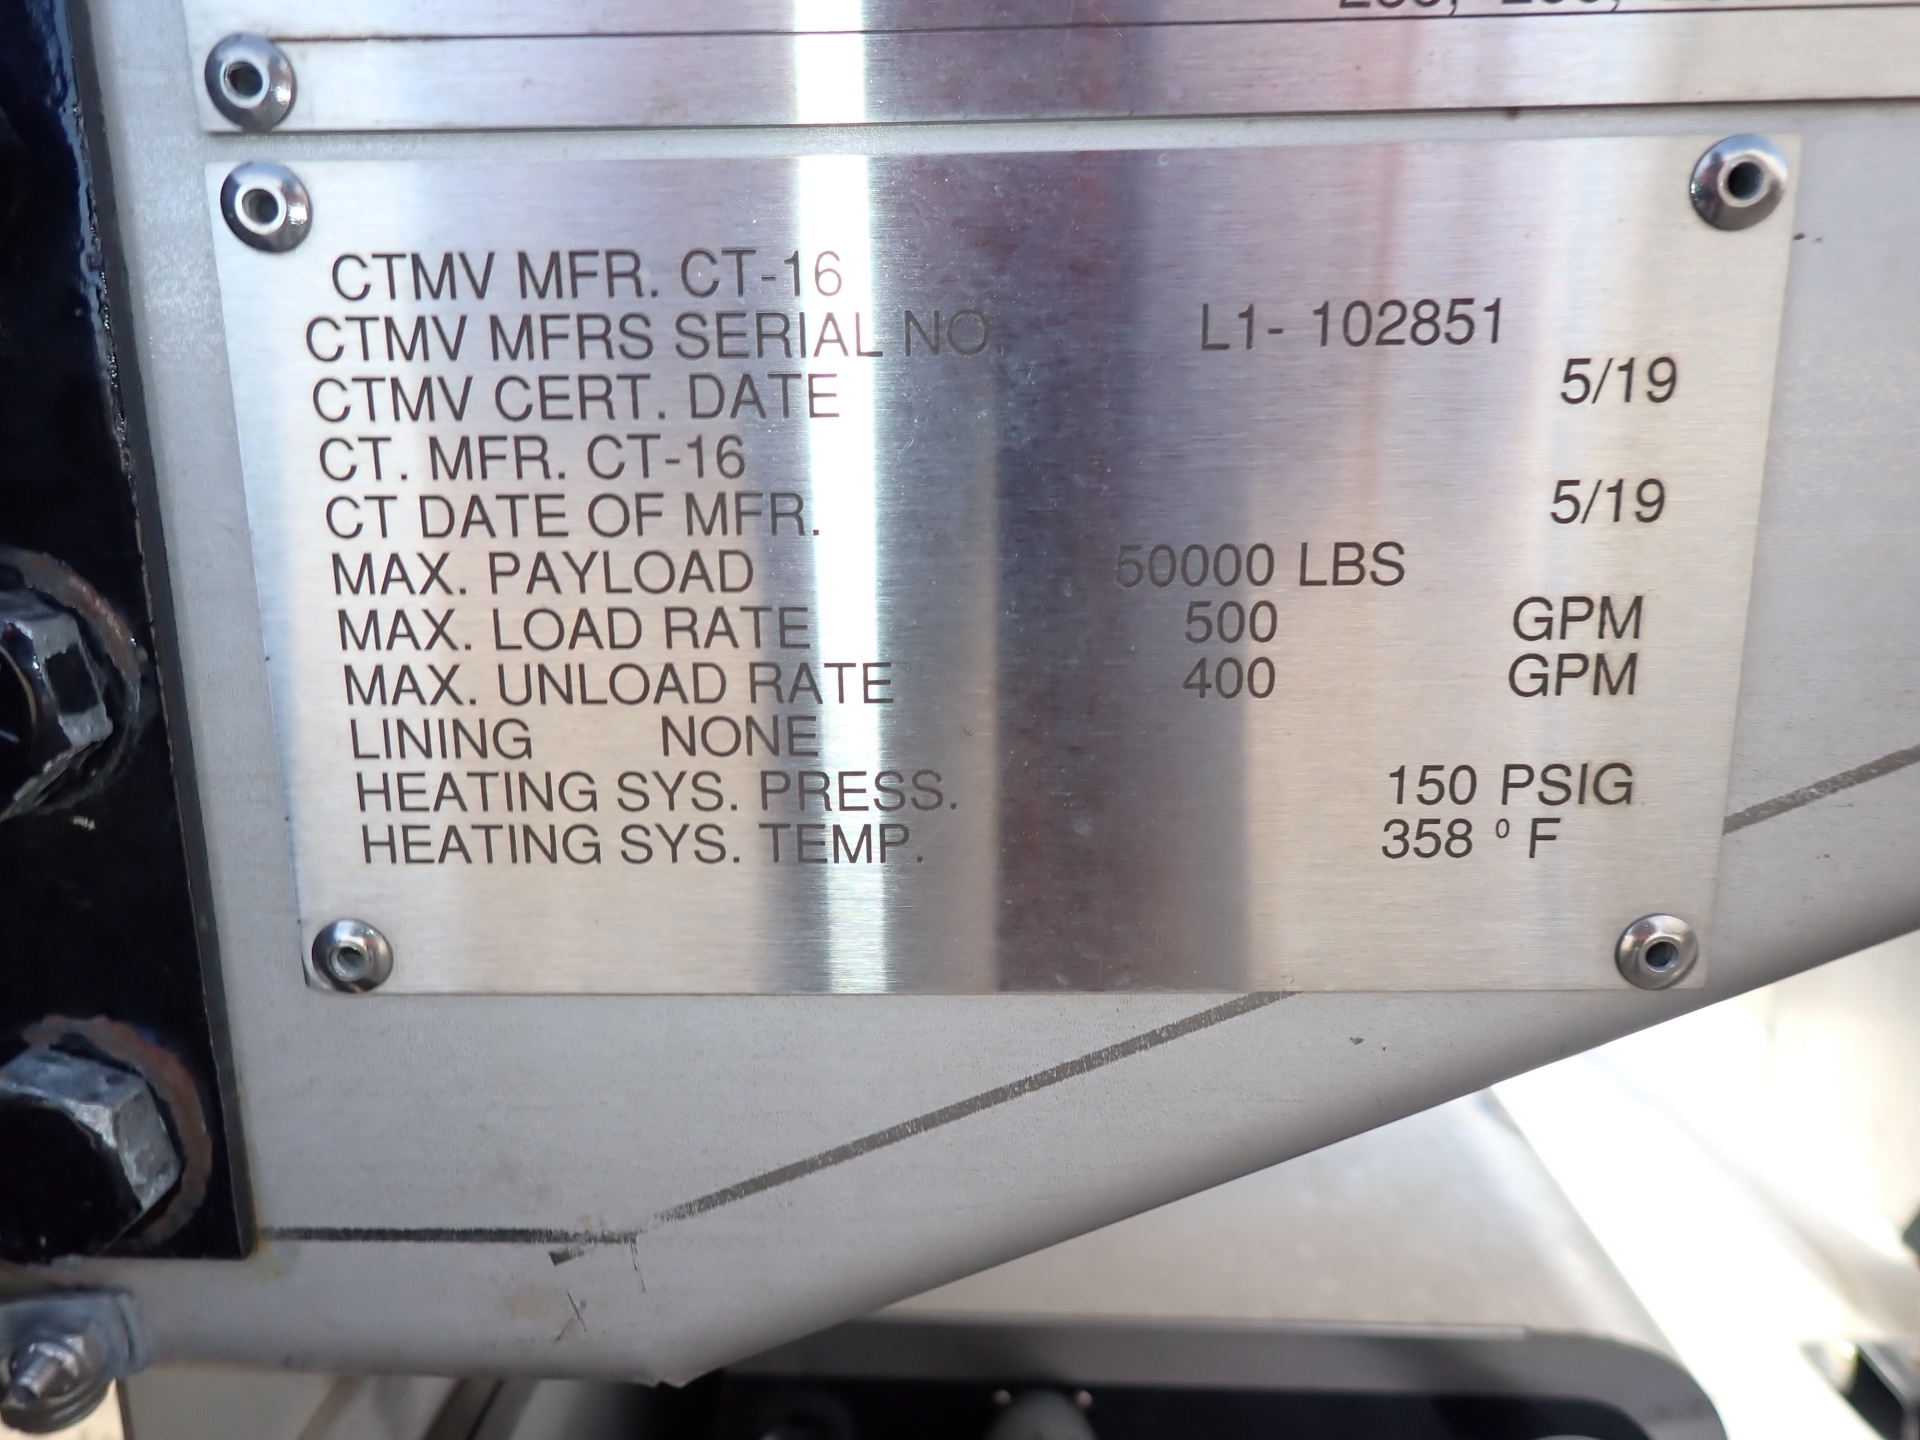 CTMV MFR. CT-16
CTMV MFRS SERIAL NO. L1- 102851
CTMV CERT. DATE 5/19
CT. MFR. CT-16
CT DATE OF MFR. 5/19
MAX. PAYLOAD 50000 LBS
MAX. LOAD RATE 500 GPM
MAX. UNLOAD RATE 400 GPM
LINING NONE
HEATING SYS. PRESS. 150 PSIG
HEATING SYS. TEMP. 358 º F